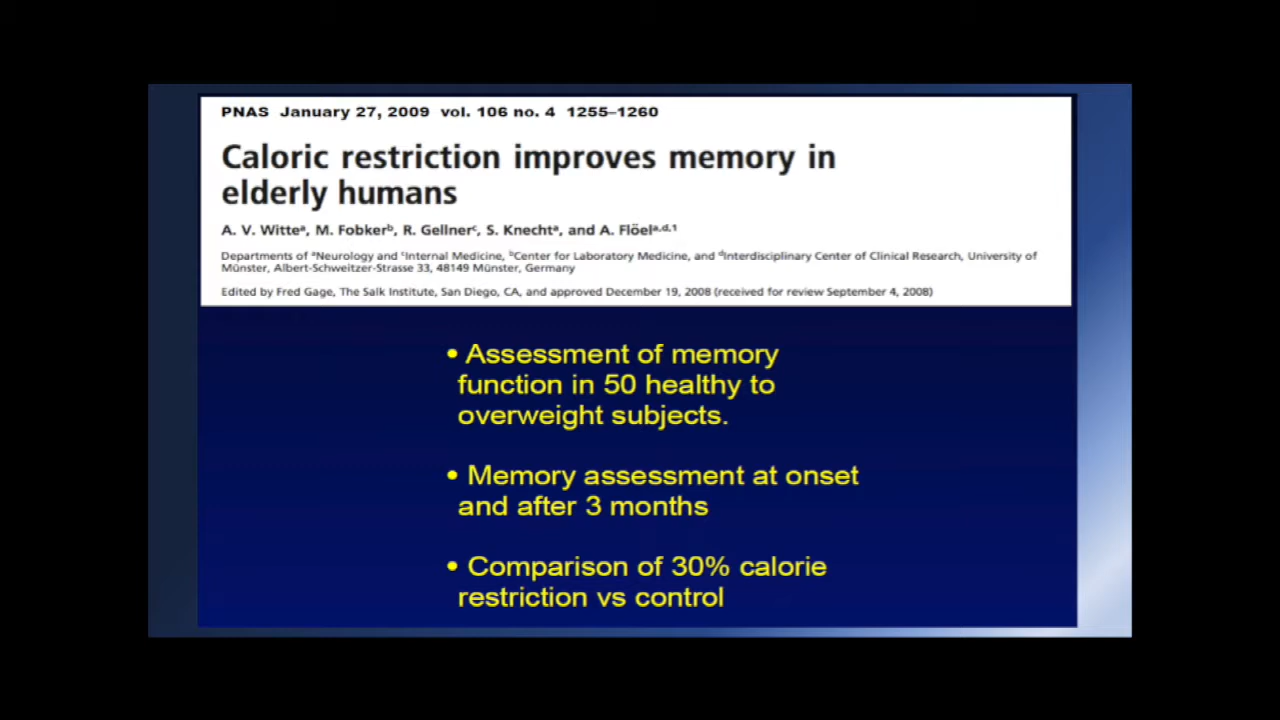 PNAS January 27, 2009 vol. 106 no. 4 1255–1260
Caloric restriction improves memory in
elderly humans
A. V. Witteᵃ, M. Fobkerᵇ, R. Gellnerᶜ, S. Knechtᵃ, and A. Flöelᵃ,ᵈ,¹
Departments of ᵃNeurology and ᶜInternal Medicine, ᵇCenter for Laboratory Medicine, and ᵈInterdisciplinary Center of Clinical Research, University of
Münster, Albert-Schweitzer-Strasse 33, 48149 Münster, Germany
Edited by Fred Gage, The Salk Institute, San Diego, CA, and approved December 19, 2008 (received for review September 4, 2008)
• Assessment of memory
function in 50 healthy to
overweight subjects.
• Memory assessment at onset
and after 3 months
• Comparison of 30% calorie
restriction vs control